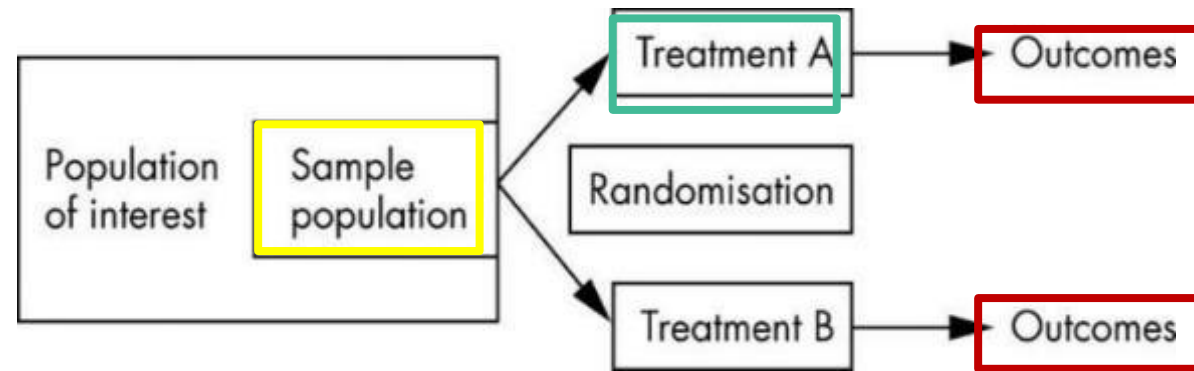 Population
of interest
Sample
population
Treatment A
Outcomes
Randomisation
Treatment B
Outcomes